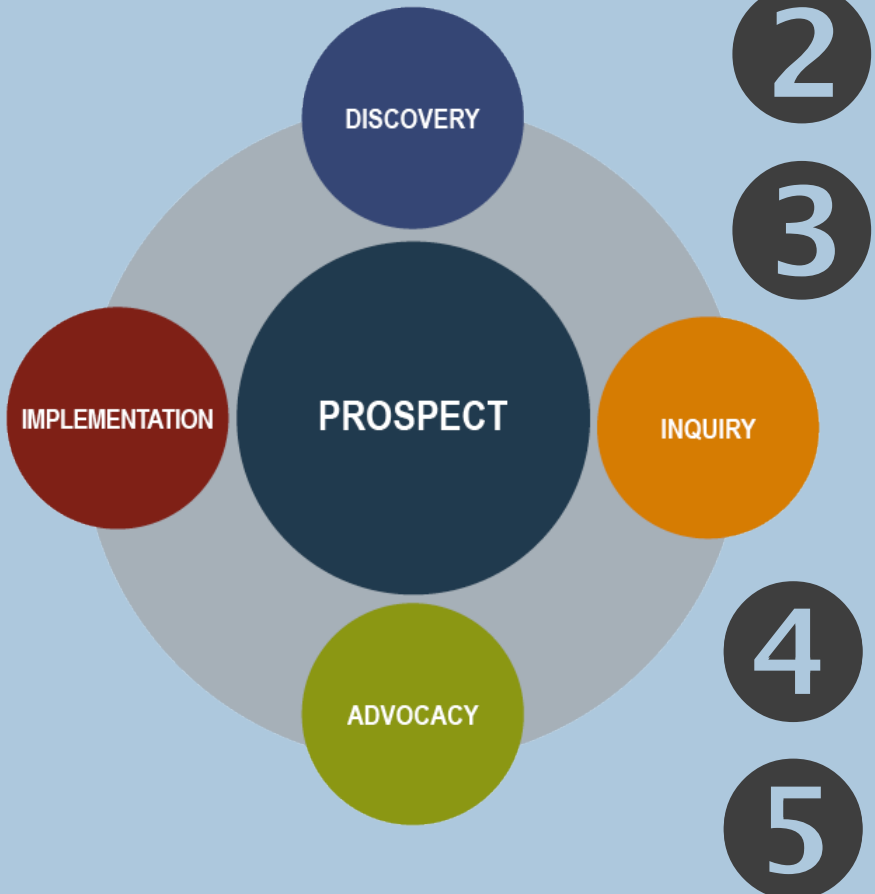 2
DISCOVERY
3
IMPLEMENTATION
PROSPECT
INQUIRY
4
ADVOCACY
5